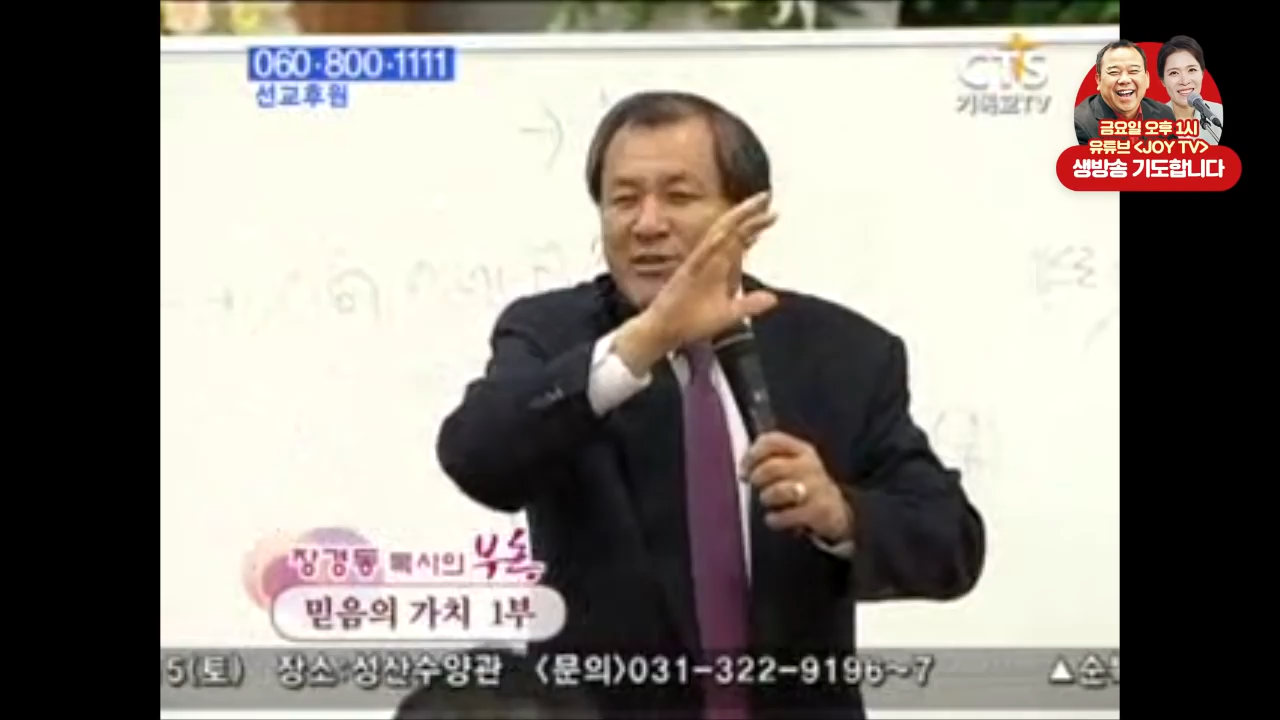 060·800·1111
선교후원
CTS
기독교TV
금요일 오후 1시
유튜브 <JOY TV>
생방송 기도합니다
장경동 목사의 부흥
믿음의 가치 1부
5(토) 장소:성산수양관 <문의>031-322-9196~7 ▲순복